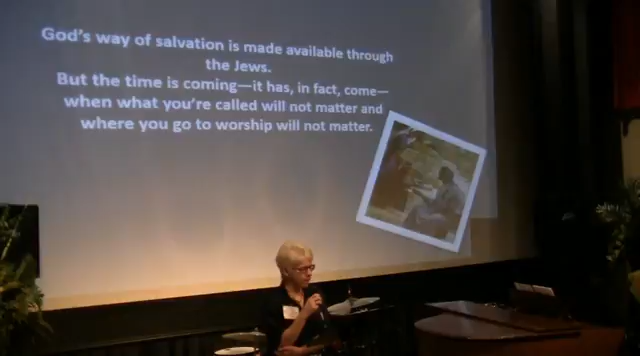 God's way of salvation is made available through
the Jews.
But the time is coming—it has, in fact, come—
when what you're called will not matter and
where you go to worship will not matter.